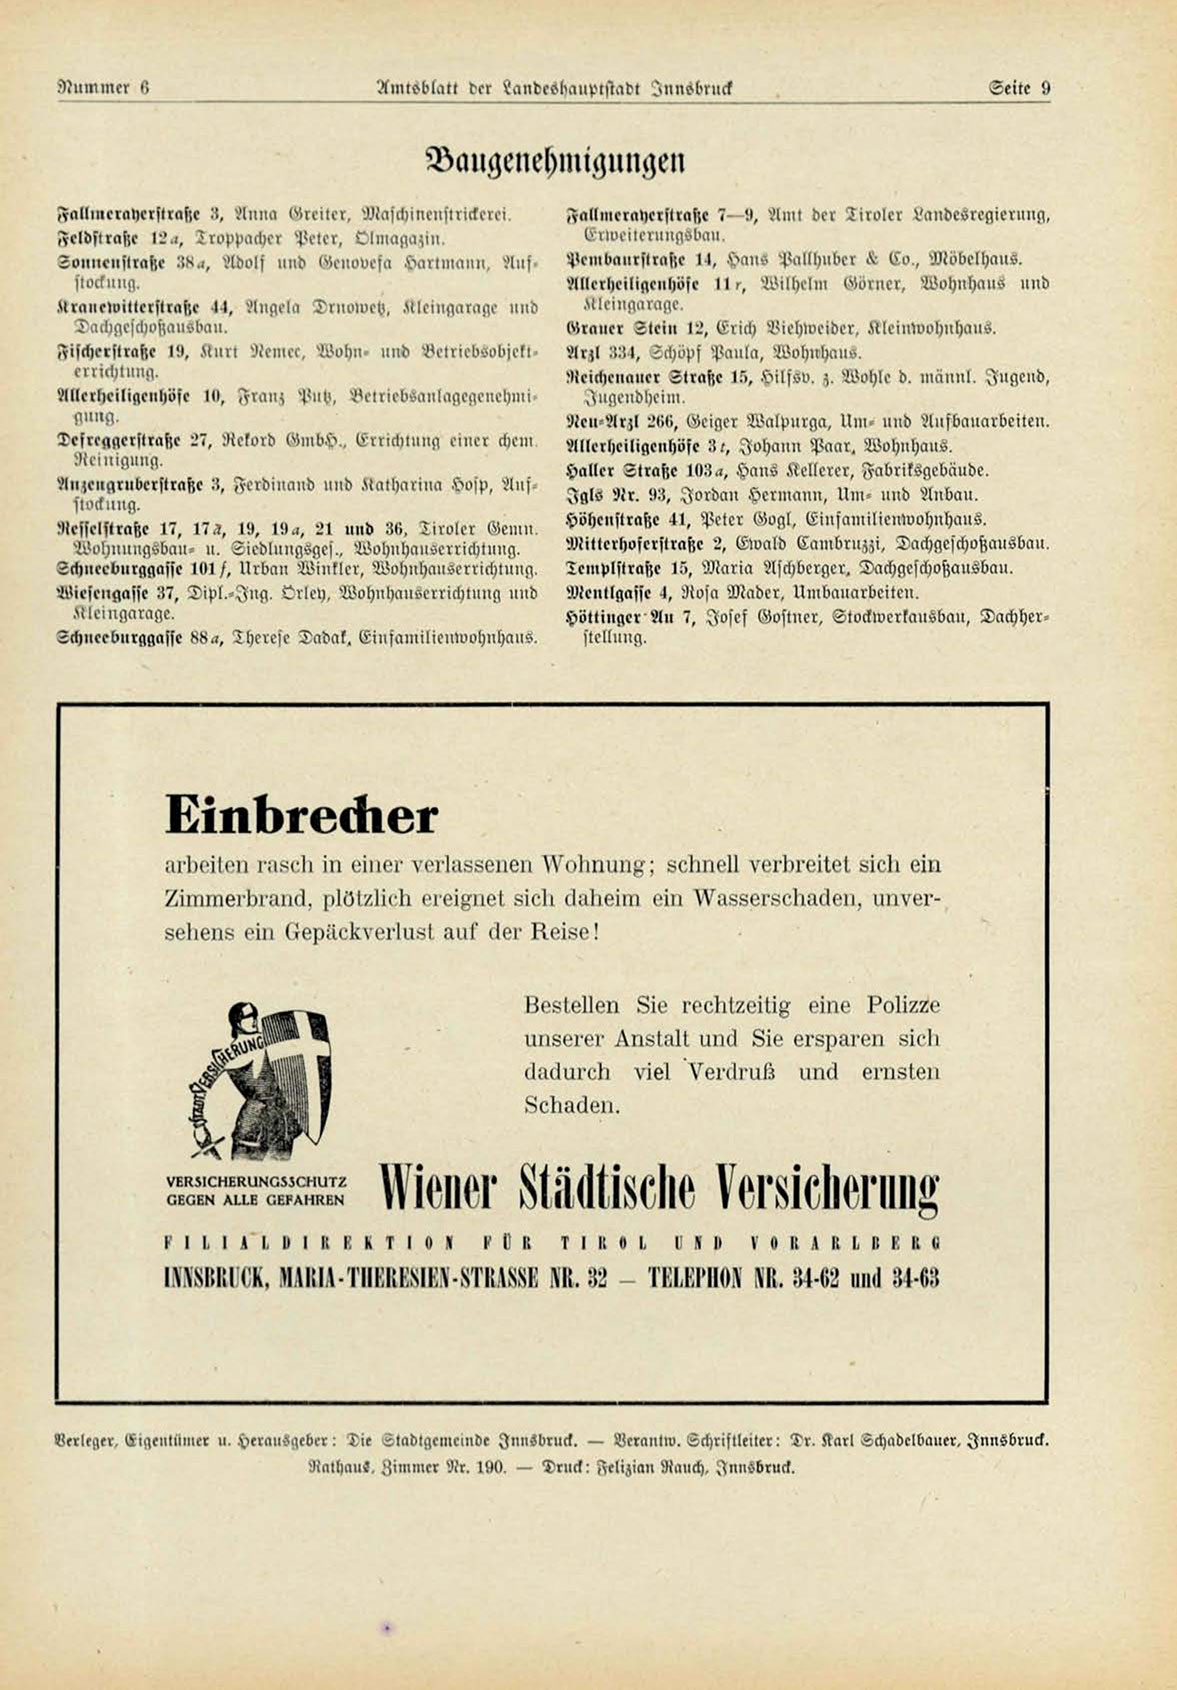 Nummer 6 Amtsblatt der Landeshauptstadt Innsbruck Seite 9
Baugenehmigungen
Fallmerayerstraße 3, Anna Greiter, Maschinenstrickerei.
Feldstraße 12a, Troppacher Peter, Ölmagazin.
Sonnenstraße 38a, Adolf und Genovefa Hartmann, Auf-
stockung.
Kranewitterstraße 44, Angela Drnowetz, Kleingarage und
Dachgeschoßausbau.
Fischerstraße 19, Kurt Nemec, Wohn- und Betriebsobjekt-
errichtung.
Allerheiligenhöfe 10, Franz Putz, Betriebsanlagegenehmi-
gung.
Defreggerstraße 27, Rekord GmbH., Errichtung einer chem.
Reinigung.
Anzengruberstraße 3, Ferdinand und Katharina Hosp, Auf-
stockung.
Resselstraße 17, 17a, 19, 19a, 21 und 36, Tiroler Gemn.
Wohnungsbau- u. Siedlungsges., Wohnhauserrichtung.
Schneeburggasse 101f, Urban Winkler, Wohnhauserrichtung.
Wiesengasse 37, Dipl.-Ing. Orley, Wohnhauserrichtung und
Kleingarage.
Schneeburggasse 88a, Therese Dadak, Einfamilienwohnhaus.
Fallmerayerstraße 7—9, Amt der Tiroler Landesregierung,
Erweiterungsbau.
Pembaurstraße 14, Hans Pallhuber & Co., Möbelhaus.
Allerheiligenhöfe 11r, Wilhelm Görner, Wohnhaus und
Kleingarage.
Grauer Stein 12, Erich Viehweider, Kleinwohnhaus.
Arzl 334, Schöpf Paula, Wohnhaus.
Reichenauer Straße 15, Hilfsv. z. Wohle d. männl. Jugend,
Jugendheim.
Neu-Arzl 266, Geiger Walpurga, Um- und Aufbauarbeiten.
Allerheiligenhöfe 3t, Johann Paar, Wohnhaus.
Haller Straße 103a, Hans Kellerer, Fabriksgebäude.
Igls Nr. 93, Jordan Hermann, Um- und Anbau.
Höhenstraße 41, Peter Gogl, Einfamilienwohnhaus.
Mitterhoferstraße 2, Ewald Cambruzzi, Dachgeschoßausbau.
Templstraße 15, Maria Aschberger, Dachgeschoßausbau.
Mentlgasse 4, Rosa Mader, Umbauarbeiten.
Höttinger Au 7, Josef Gostner, Stockwerkausbau, Dachher-
stellung.
Einbrecher
arbeiten rasch in einer verlassenen Wohnung; schnell verbreitet sich ein
Zimmerbrand, plötzlich ereignet sich daheim ein Wasserschaden, unver-
sehens ein Gepäckverlust auf der Reise!
Bestellen Sie rechtzeitig eine Polizze
unserer Anstalt und Sie ersparen sich
dadurch viel Verdruß und ernsten
Schaden.
STÄDT. VERSICHERUNG
VERSICHERUNGSSCHUTZ
GEGEN ALLE GEFAHREN
Wiener Städtische Versicherung
FILIALDIREKTION FÜR TIROL UND VORARLBERG
INNSBRUCK, MARIA-THERESIEN-STRASSE NR. 32 — TELEPHON NR. 34-62 und 34-63
Verleger, Eigentümer u. Herausgeber: Die Stadtgemeinde Innsbruck. — Verantw. Schriftleiter: Dr. Karl Schadelbauer, Innsbruck.
Rathaus, Zimmer Nr. 190. — Druck: Felizian Rauch, Innsbruck.